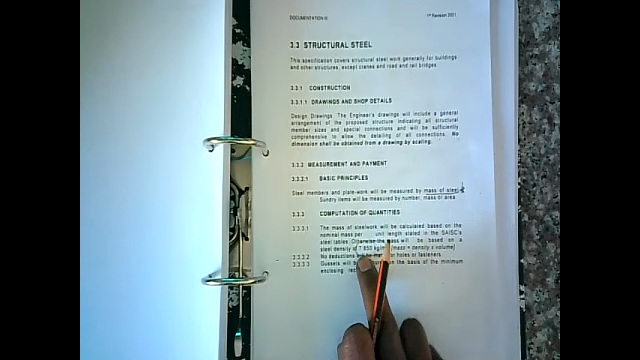 DOCUMENTATION III
1st Revision 2021
3.3 STRUCTURAL STEEL
This specification covers structural steel work generally for buildings
and other structures, except cranes and road and rail bridges
3.3.1 CONSTRUCTION
3.3.1.1 DRAWINGS AND SHOP DETAILS
Design Drawings. The Engineer's drawings will include a general
arrangement of the proposed structure indicating all structural
member sizes and special connections and will be sufficiently
comprehensive to allow the detailing of all connections. No
dimension shall be obtained from a drawing by scaling.
3.3.2 MEASUREMENT AND PAYMENT
3.3.2.1 BASIC PRINCIPLES
Steel members and plate-work will be measured by mass of steel
Sundry items will be measured by number, mass or area
3.3.3 COMPUTATION OF QUANTITIES
3.3.3.1 The mass of steelwork will be calculated based on the
nominal mass per unit length stated in the SAISC's
steel tables. Otherwise the mass will be based on a
steel density of 7 850 [mass = density x volume]
3.3.3.2 No deductions will be for holes or fasteners.
3.3.3.3 Gussets will on the basis of the minimum
enclosing